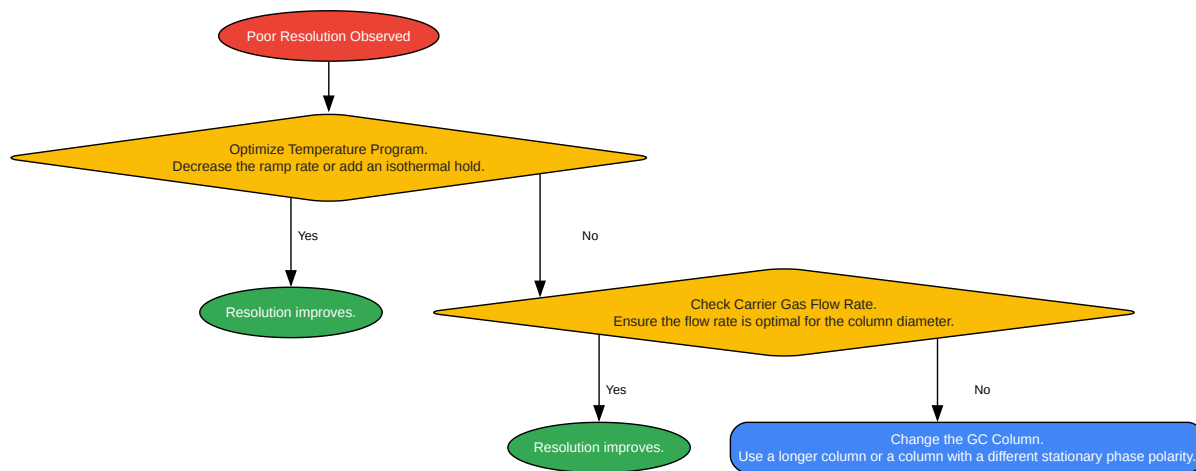 Poor Resolution Observed
Optimize Temperature Program.
Decrease the ramp rate or add an isothermal hold.
Yes
No
Resolution improves.
Check Carrier Gas Flow Rate.
Ensure the flow rate is optimal for the column diameter.
Yes
No
Resolution improves.
Change the GC Column.
Use a longer column or a column with a different stationary phase polarity.